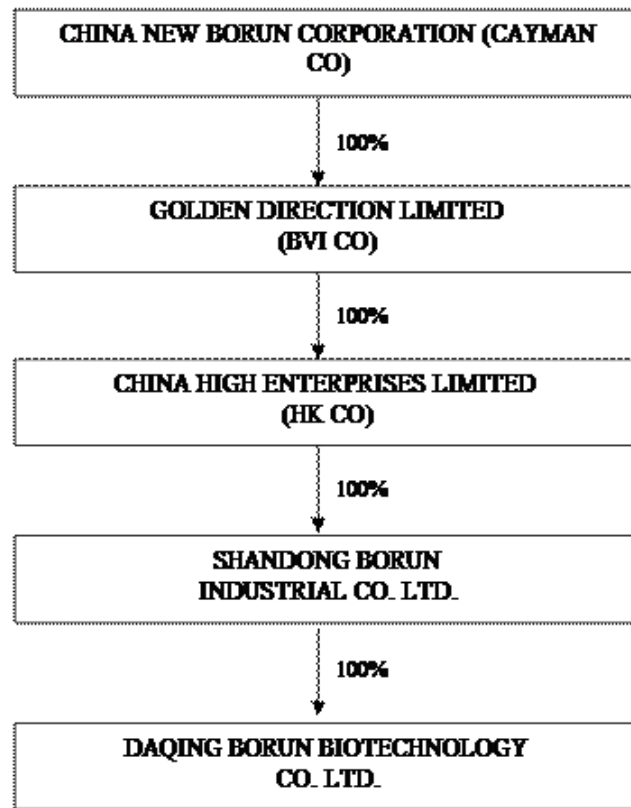 CHINA NEW BORUN CORPORATION (CAYMAN
CO)
100%
GOLDEN DIRECTION LIMITED
(BVI CO)
100%
CHINA HIGH ENTERPRISES LIMITED
(HK CO)
100%
SHANDONG BORUN
INDUSTRIAL CO. LTD.
100%
DAQING BORUN BIOTECHNOLOGY
CO. LTD.